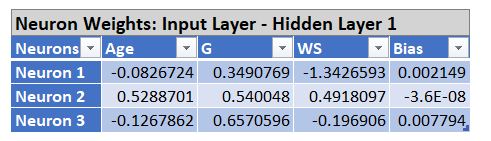 Neuron Weights: Input Layer - Hidden Layer 1
Neurons Age G WS Bias
Neuron 1 -0.0826724 0.3490769 -1.3426593 0.002149
Neuron 2 0.5288701 0.540048 0.4918097 -3.6E-08
Neuron 3 -0.1267862 0.6570596 -0.196906 0.007794